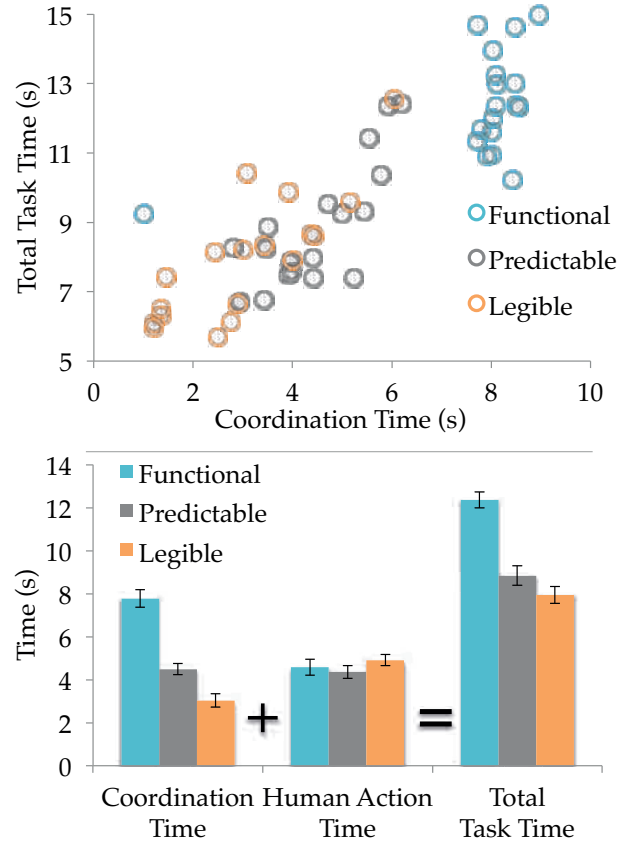 15
13
11
9
7
5
Total Task Time (s)
Functional
Predictable
Legible
0
2
4
6
8
10
Coordination Time (s)
14
12
10
8
6
4
2
0
Time (s)
Functional
Predictable
Legible
+
=
Coordination
Time
Human Action
Time
Total
Task Time